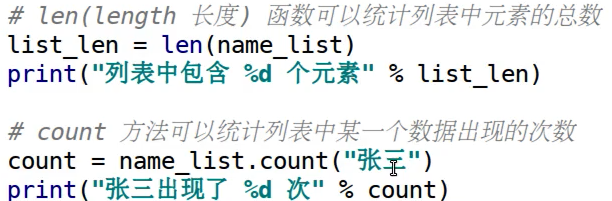 # len(length 长度) 函数可以统计列表中元素的总数
list_len = len(name_list)
print("列表中包含 %d 个元素" % list_len)
# count 方法可以统计列表中某一个数据出现的次数
count = name_list.count("张三")
print("张三出现了 %d 次" % count)